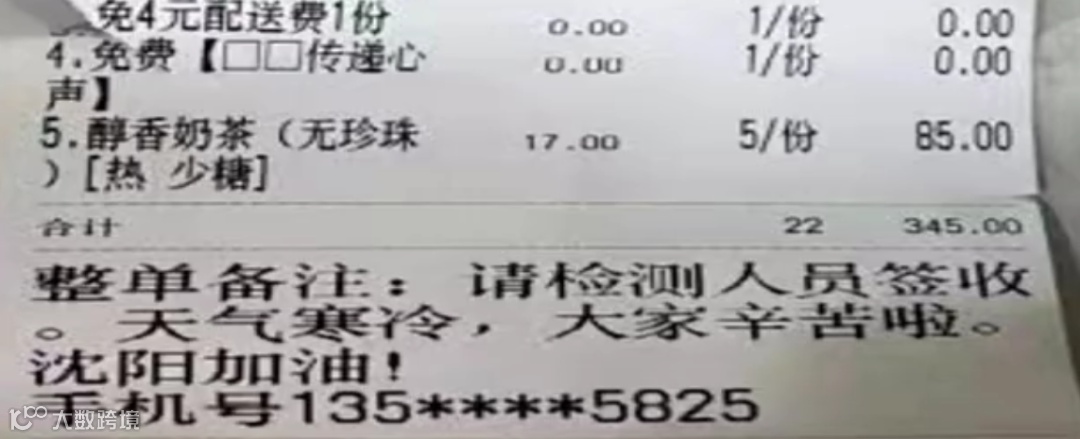 免4元配送费1份 0.00 1/份 0.00
4.免费【□□传递心 0.00 1/份 0.00
声】
5.醇香奶茶（无珍珠 17.00 5/份 85.00
）[热 少糖]
合计 22 345.00
整单备注：请检测人员签收
。天气寒冷，大家辛苦啦。
沈阳加油！
手机号135****5825
大数跨境